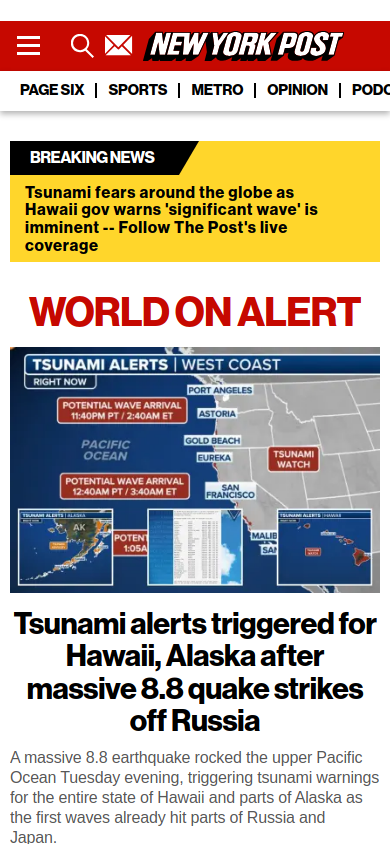 NEW YORK POST
PAGE SIX
SPORTS
METRO
OPINION
PODC
BREAKING NEWS
Tsunami fears around the globe as
Hawaii gov warns 'significant wave' is
imminent -- Follow The Post's live
coverage
WORLD ON ALERT
TSUNAMI ALERTS | WEST COAST
RIGHT NOW
PORT ANGELES
POTENTIAL WAVE ARRIVAL
11:40PM PT / 2:40AM ET
ASTORIA
PACIFIC
OCEAN
GOLD BEACH
EUREKA
TSUNAMI
WATCH
POTENTIAL WAVE ARRIVAL
12:40AM PT / 3:40AM ET
SAN
FRANCISCO
TSUNAMI ALERTS | ALASKA
AK
POTEN
1:05A
MALIB
SAN
TSUNAMI ALERTS | HAWAII
Tsunami alerts triggered for
Hawaii, Alaska after
massive 8.8 quake strikes
off Russia
A massive 8.8 earthquake rocked the upper Pacific
Ocean Tuesday evening, triggering tsunami warnings
for the entire state of Hawaii and parts of Alaska as
the first waves already hit parts of Russia and
Japan.